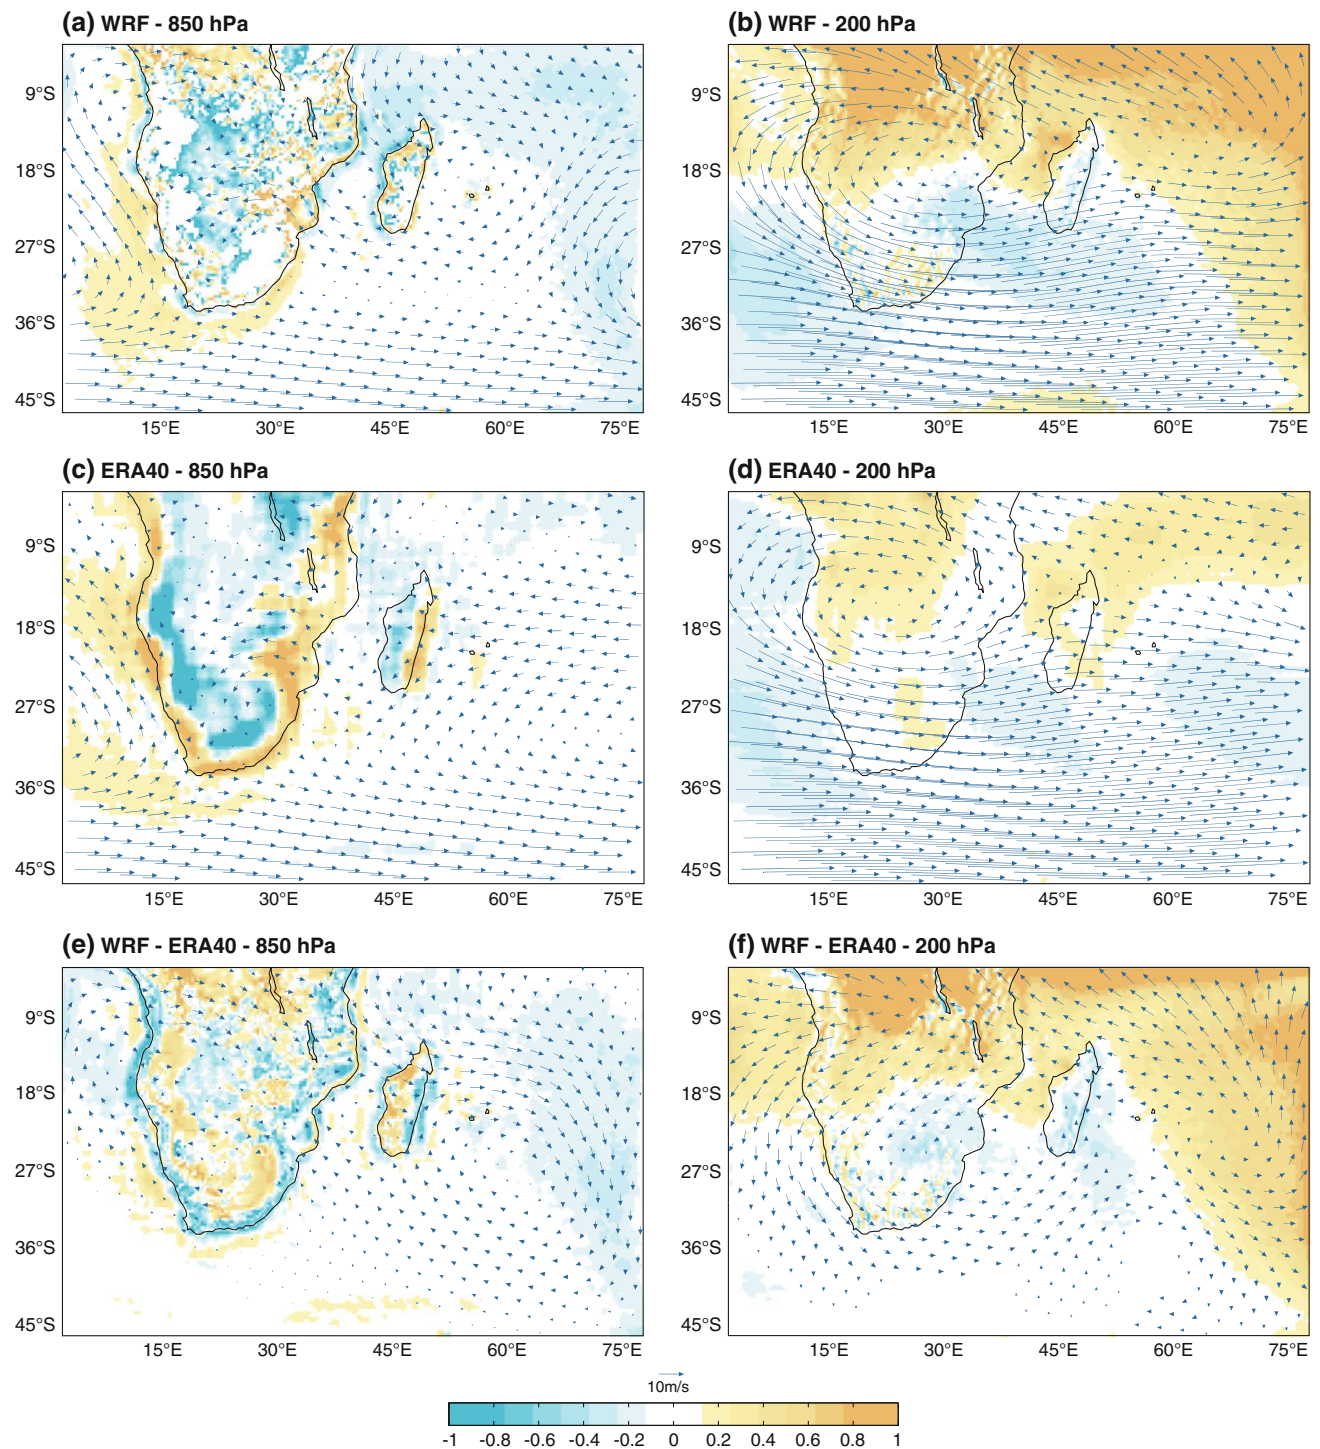 (a) WRF - 850 hPa
(b) WRF - 200 hPa
9°S
18°S
27°S
36°S
45°S
15°E 30°E 45°E 60°E 75°E
9°S
18°S
27°S
36°S
45°S
15°E 30°E 45°E 60°E 75°E
(c) ERA40 - 850 hPa
(d) ERA40 - 200 hPa
9°S
18°S
27°S
36°S
45°S
15°E 30°E 45°E 60°E 75°E
9°S
18°S
27°S
36°S
45°S
15°E 30°E 45°E 60°E 75°E
(e) WRF - ERA40 - 850 hPa
(f) WRF - ERA40 - 200 hPa
9°S
18°S
27°S
36°S
45°S
15°E 30°E 45°E 60°E 75°E
9°S
18°S
27°S
36°S
45°S
15°E 30°E 45°E 60°E 75°E
10m/s
-1 -0.8 -0.6 -0.4 -0.2 0 0.2 0.4 0.6 0.8 1